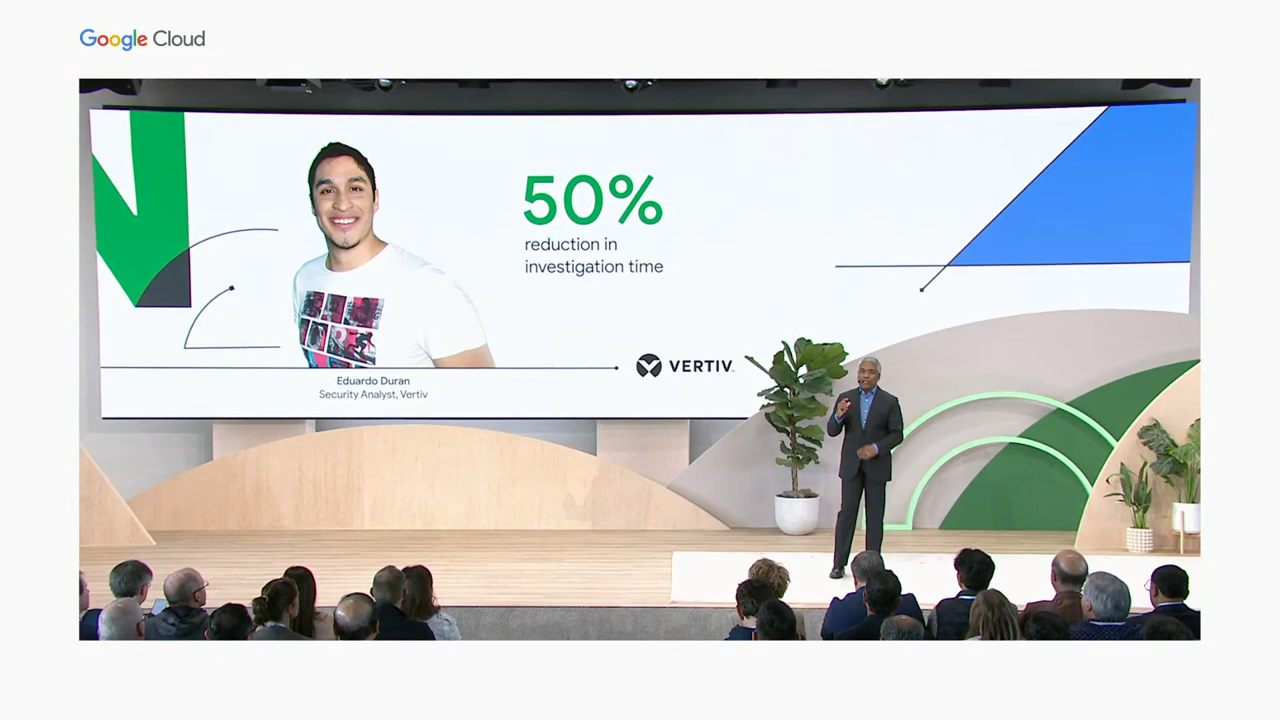 Google Cloud
50%
reduction in
investigation time
VERTIV
Eduardo Duran
Security Analyst, Vertiv